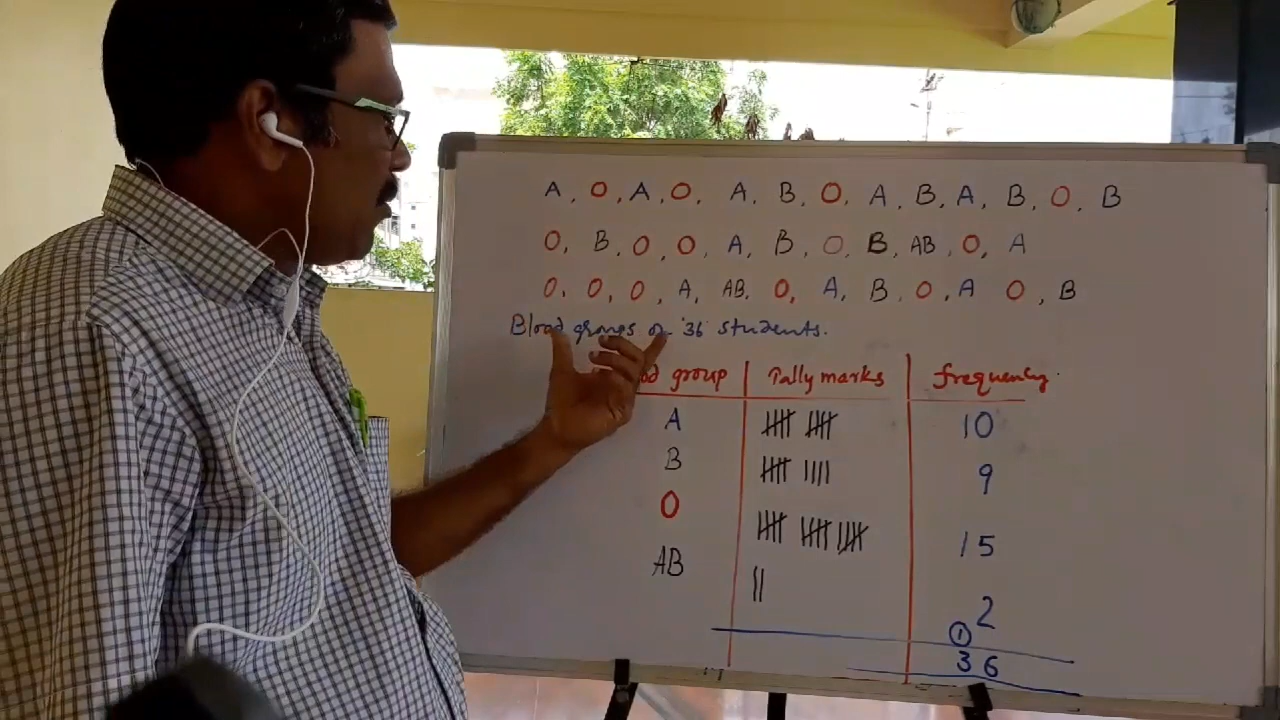 A, O, A, O, A, B, O, A, B, A, B, O, B
O, B, O, O, A, B, O, B, AB, O, A
O, O, O, A, AB, O, A, B, O, A O, B
Blood groups of '36' students.
group Tally marks frequency
A 𝍸 𝍸 10
B 𝍸 |||| 9
O 𝍸 𝍸 𝍸 15
AB || 2
1
36